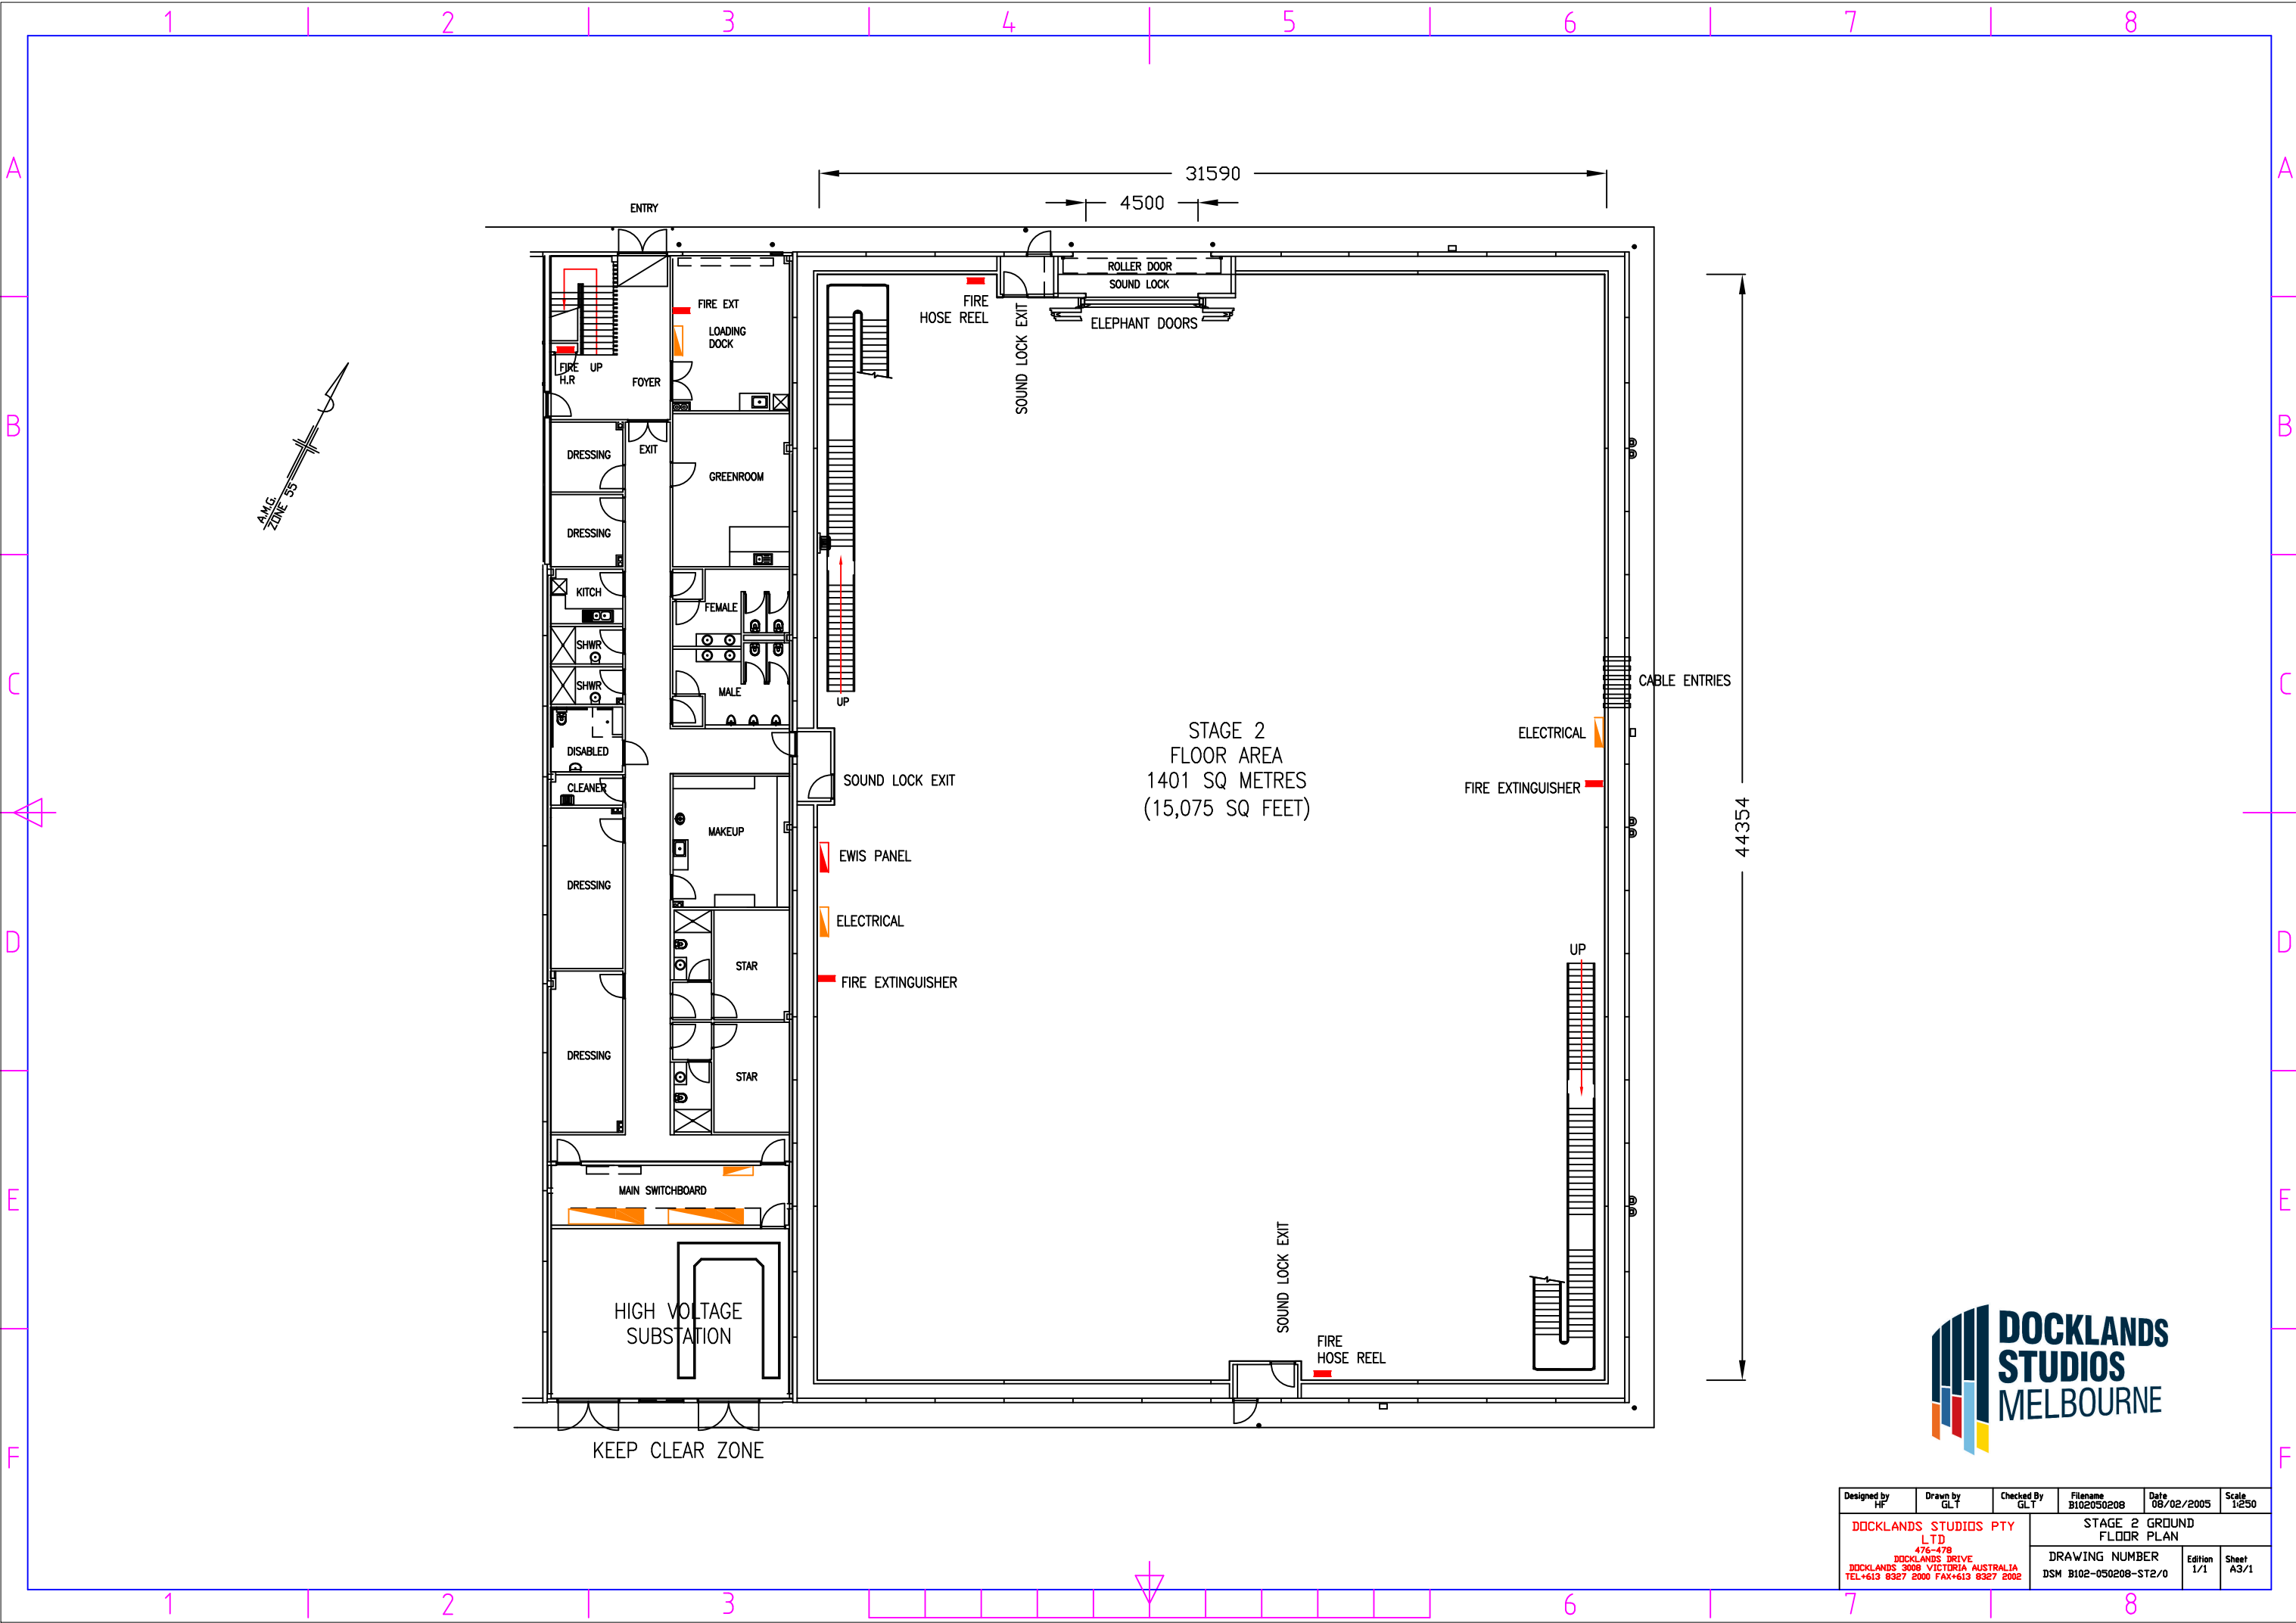 1 2 3 4 5 6 7 8
A A
31590
4500
ENTRY
ROLLER DOOR
SOUND LOCK
ELEPHANT DOORS
FIRE
HOSE REEL
SOUND LOCK EXIT
FIRE EXT
LOADING
DOCK
FIRE UP
H.R
FOYER
B B
EXIT
DRESSING
GREENROOM
A.M.G.
ZONE 55
DRESSING
KITCH
FEMALE
SHWR
SHWR
MALE
UP
C C
CABLE ENTRIES
STAGE 2
FLOOR AREA
1401 SQ METRES
(15,075 SQ FEET)
ELECTRICAL
FIRE EXTINGUISHER
DISABLED
SOUND LOCK EXIT
CLEANER
44354
MAKEUP
EWIS PANEL
DRESSING
ELECTRICAL
D D
UP
STAR
FIRE EXTINGUISHER
DRESSING
STAR
MAIN SWITCHBOARD
E E
SOUND LOCK EXIT
HIGH VOLTAGE
SUBSTATION
FIRE
HOSE REEL
KEEP CLEAR ZONE
F F
DOCKLANDS
STUDIOS
MELBOURNE
Designed by
HF
Drawn by
GLT
Checked By
GLT
Filename
B102050208
Date
08/02/2005
Scale
1:250
DOCKLANDS STUDIOS PTY
LTD
476-478
DOCKLANDS DRIVE
DOCKLANDS 3008 VICTORIA AUSTRALIA
TEL+613 8327 2000 FAX+613 8327 2002
STAGE 2 GROUND
FLOOR PLAN
DRAWING NUMBER
DSM B102-050208-ST2/0
Edition
1/1
Sheet
A3/1
1 2 3 6 7 8